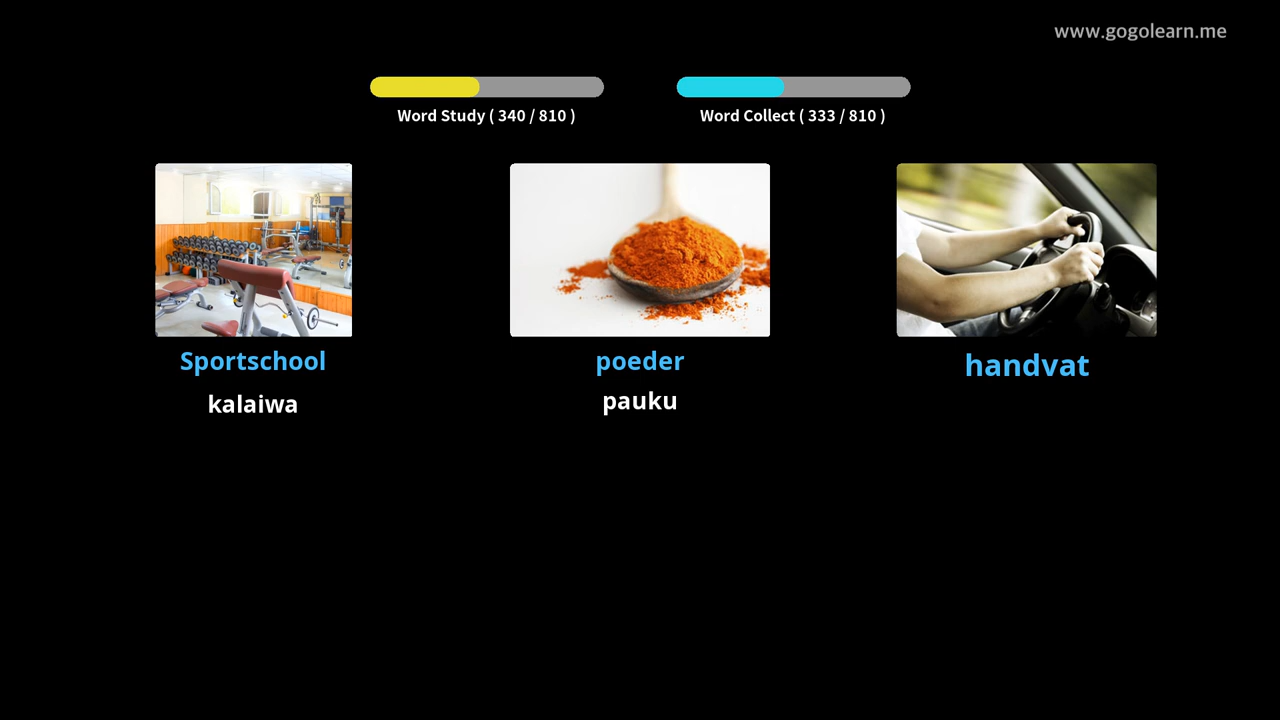 www.gogolearn.me
Word Study ( 340 / 810 )
Word Collect ( 333 / 810 )
Sportschool
kalaiwa
poeder
pauku
handvat